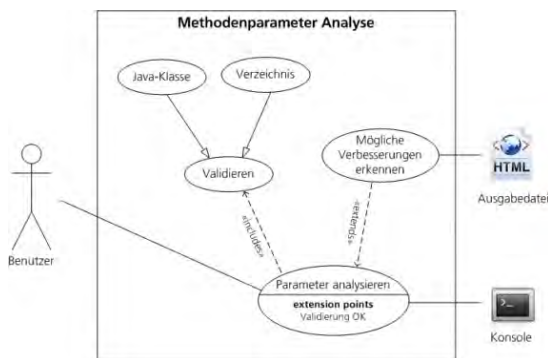 Methodenparameter Analyse
Java-Klasse
Verzeichnis
Validieren
Mögliche
Verbesserungen
erkennen
HTML
Ausgabedatei
«includes»
«extends»
Benutzer
Parameter analysieren
extension points
Validierung OK
>_
Konsole